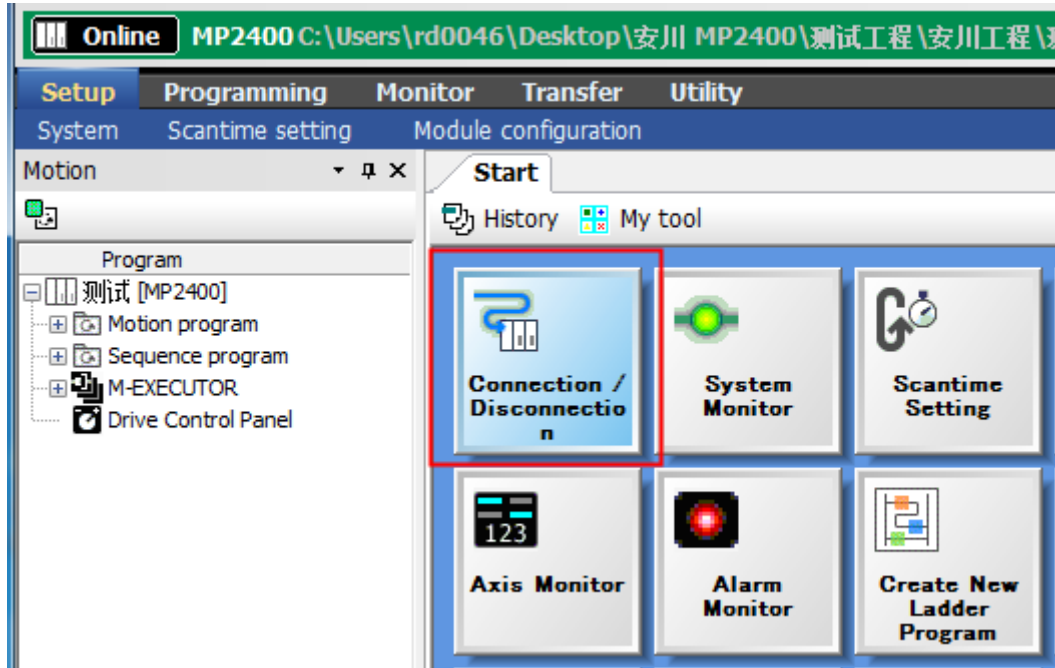 Online MP2400 C:\Users\rd0046\Desktop\安川 MP2400\测试工程\安川工程\
Setup Programming Monitor Transfer Utility
System Scantime setting Module configuration
Motion
Start
History My tool
Program
测试 [MP2400]
Motion program
Sequence program
M-EXECUTOR
Drive Control Panel
Connection /
Disconnectio
n
System
Monitor
Scantime
Setting
123
Axis Monitor
Alarm
Monitor
Create New
Ladder
Program